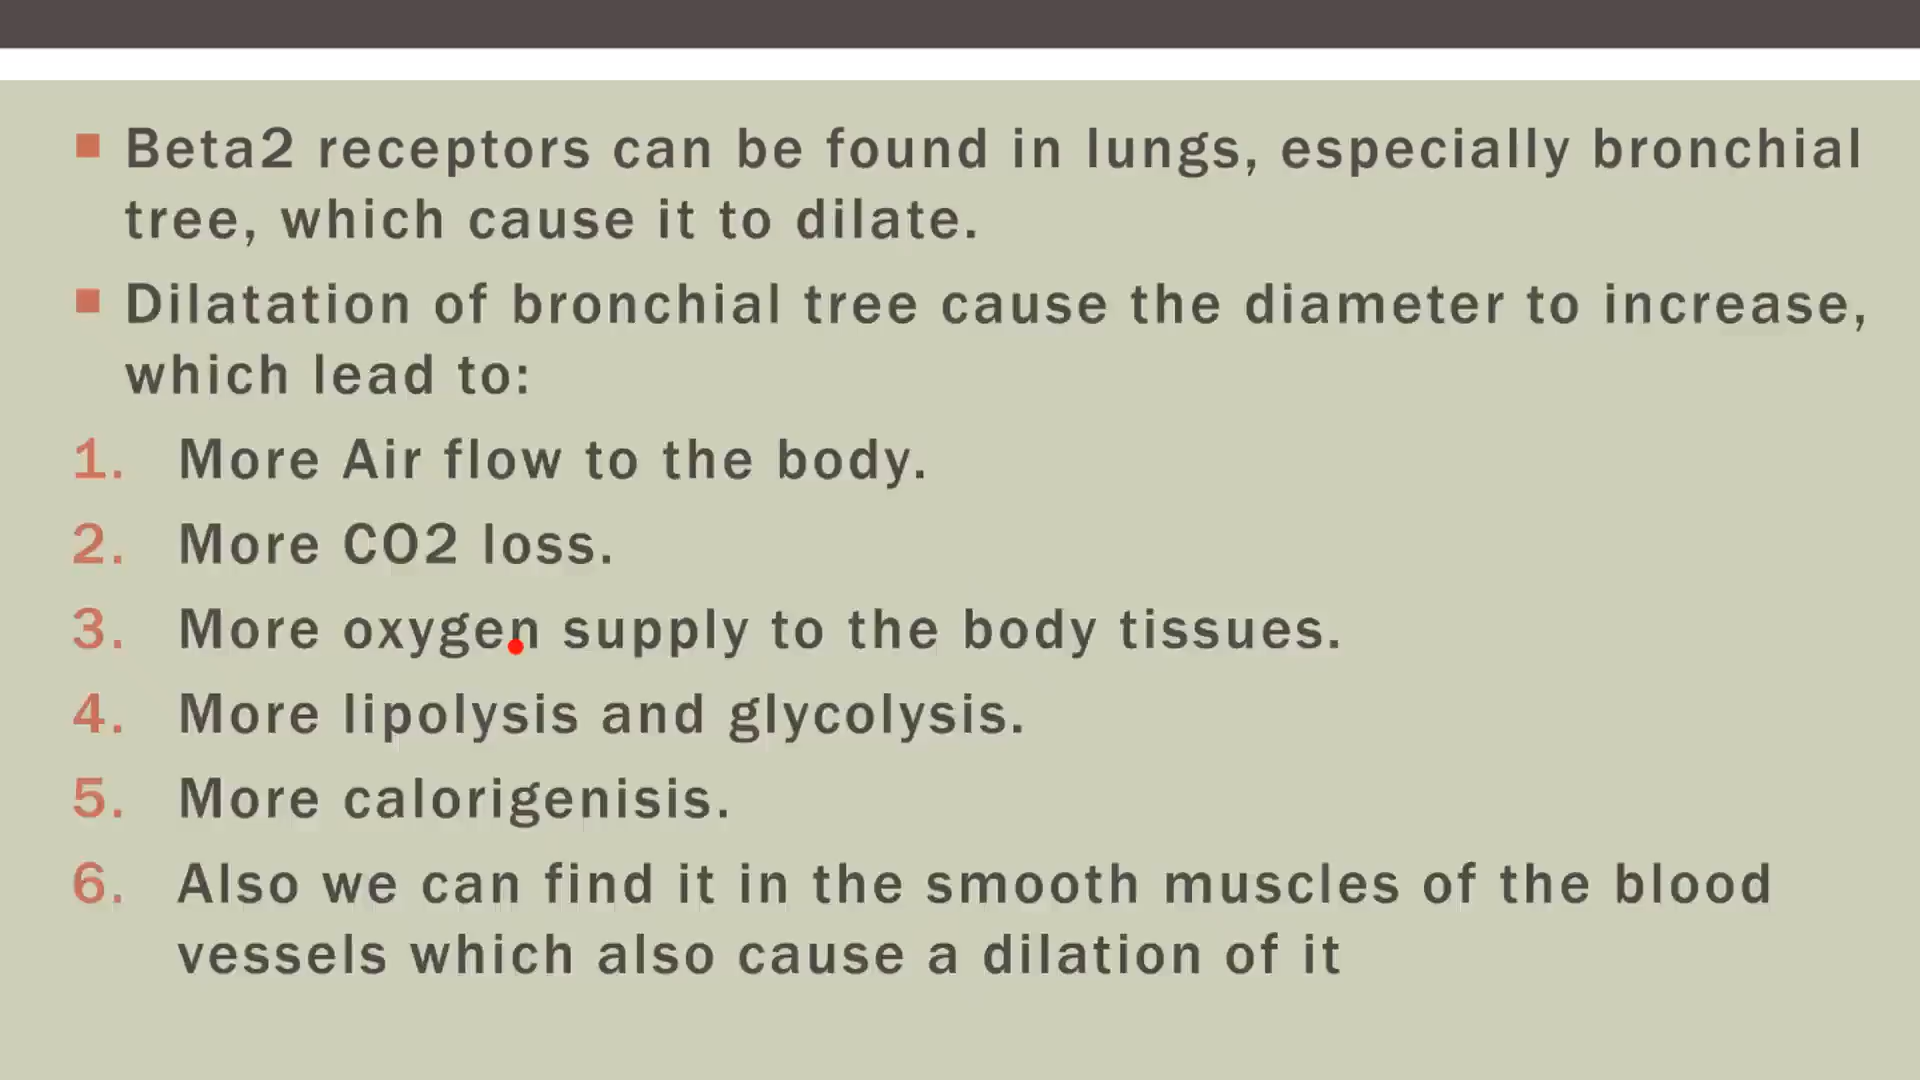 Beta2 receptors can be found in lungs, especially bronchial
tree, which cause it to dilate.
Dilatation of bronchial tree cause the diameter to increase,
which lead to:
1. More Air flow to the body.
2. More CO2 loss.
3. More oxygen supply to the body tissues.
4. More lipolysis and glycolysis.
5. More calorigenisis.
6. Also we can find it in the smooth muscles of the blood
vessels which also cause a dilation of it